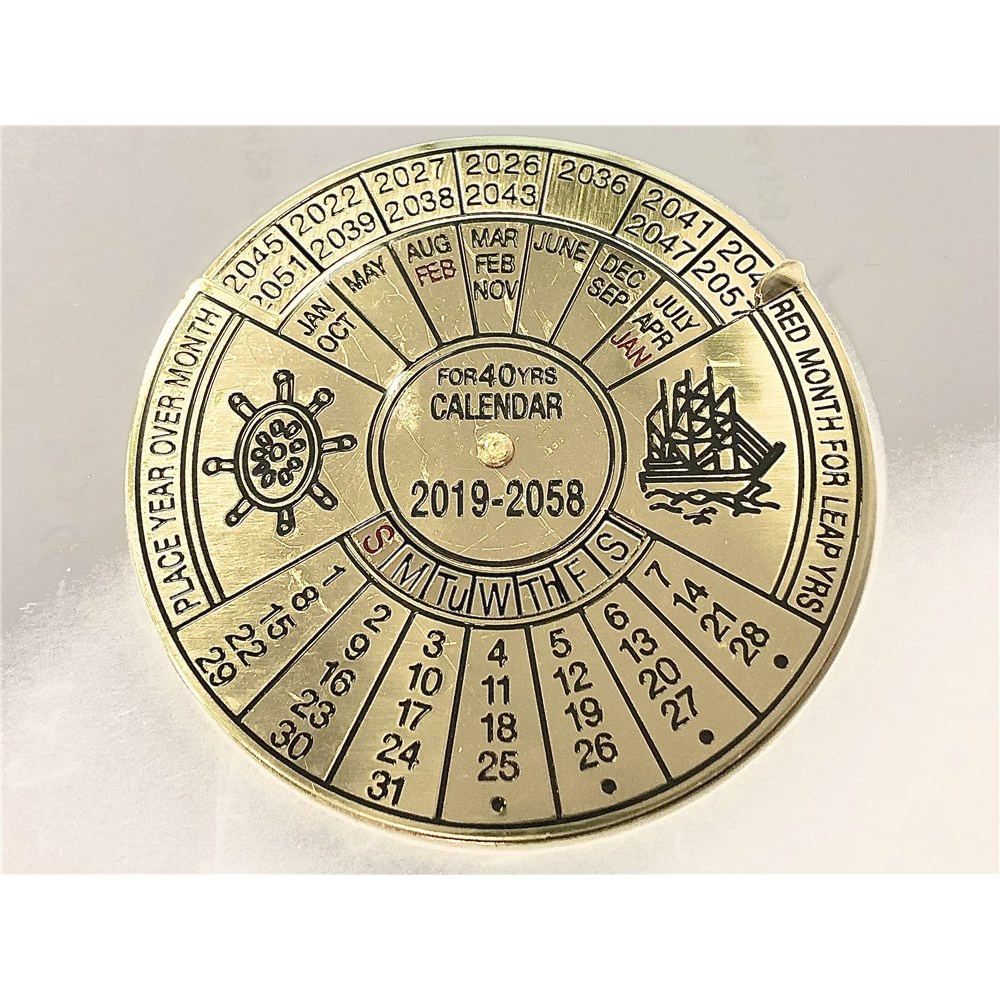 2045
2051
2022
2039
2027
2038
2026
2043
2036
2041
2047
2057
JAN
OCT
MAY
AUG
FEB
MAR
FEB
NOV
JUNE
DEC
SEP
JULY
APR
JAN
PLACE YEAR OVER MONTH
RED MONTH FOR LEAP YRS
FOR 40 YRS
CALENDAR
2019-2058
S M Tu W Th F S
1 8 15 22 29
2 9 16 23 30
3 10 17 24 31
4 11 18 25
5 12 19 26
6 13 20 27
7 14 21 28